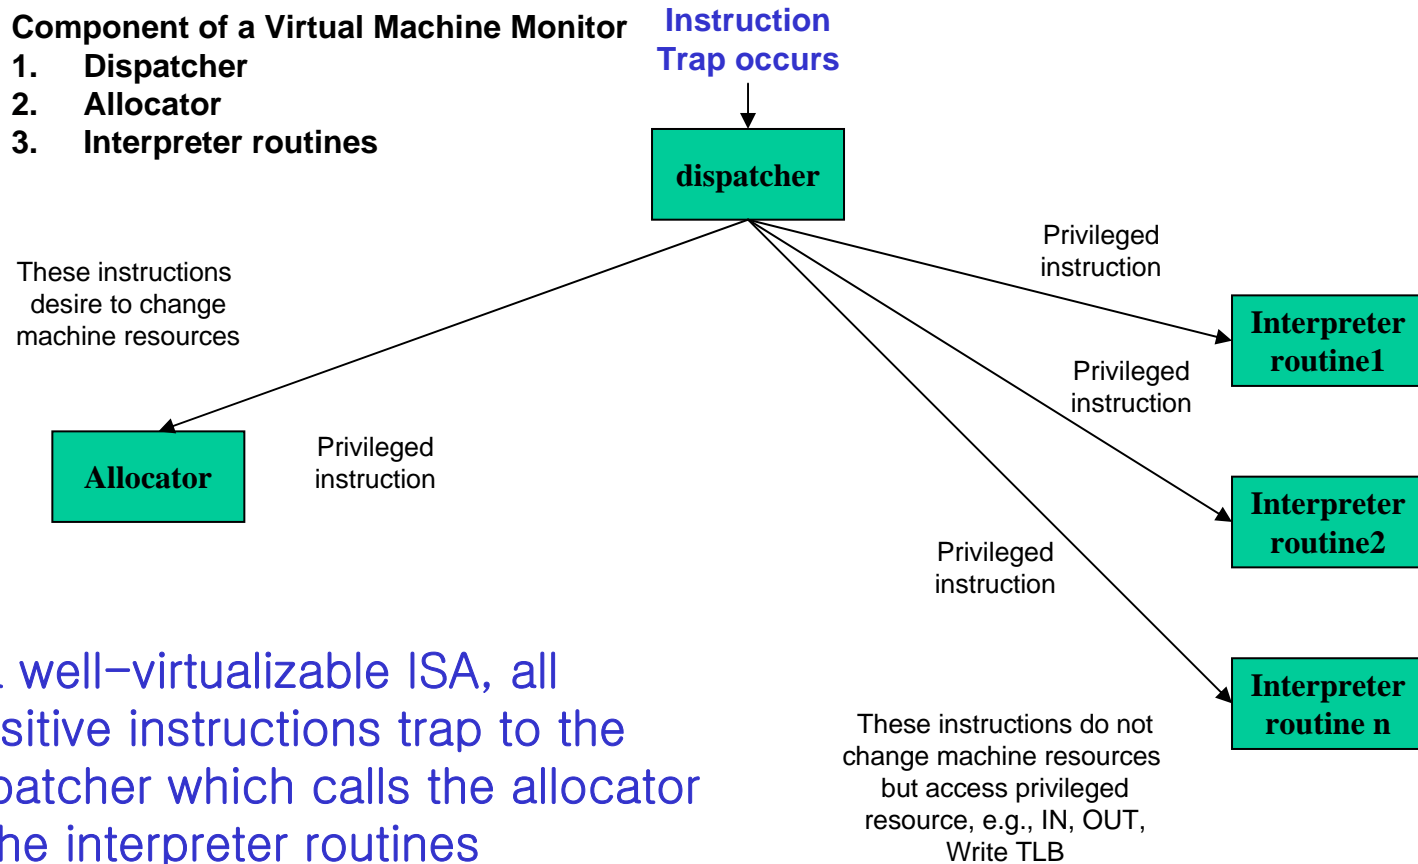 Component of a Virtual Machine Monitor
1. Dispatcher
2. Allocator
3. Interpreter routines
Instruction
Trap occurs
dispatcher
These instructions
desire to change
machine resources
Privileged
instruction
Interpreter
routine1
Privileged
instruction
Allocator
Privileged
instruction
Interpreter
routine2
Privileged
instruction
Interpreter
routine n
well-virtualizable ISA, all
sitive instructions trap to the
patcher which calls the allocator
he interpreter routines
These instructions do not
change machine resources
but access privileged
resource, e.g., IN, OUT,
Write TLB